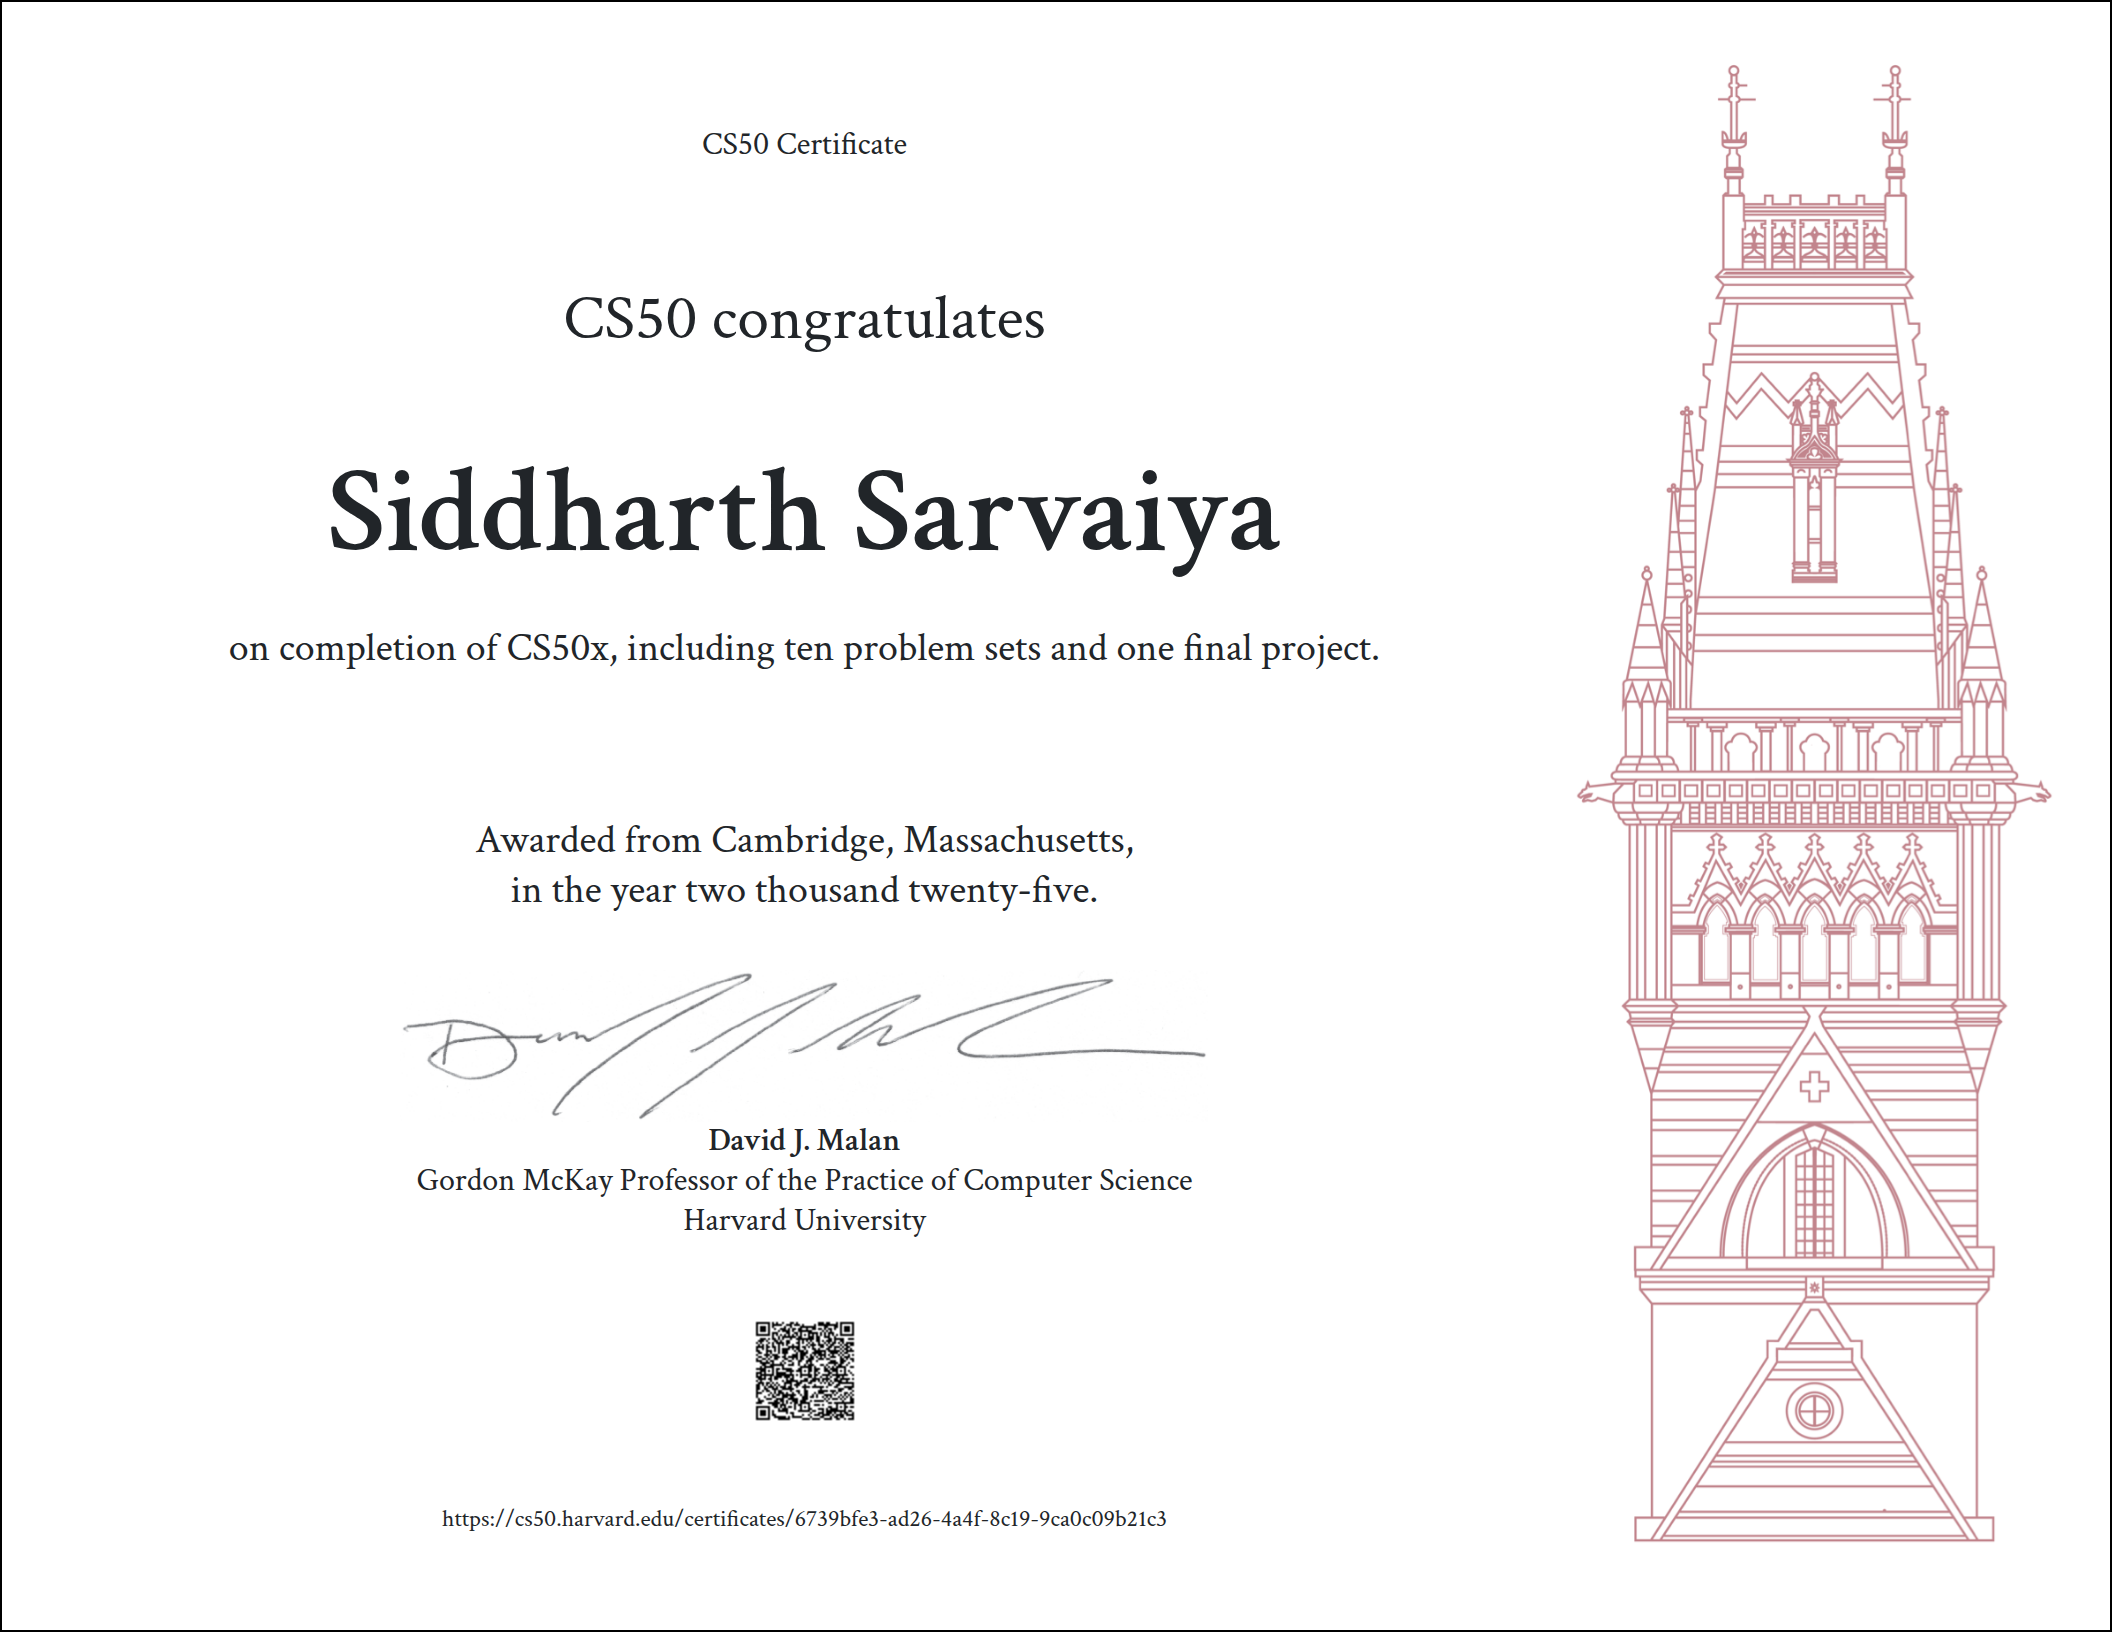 CS50 Certificate
CS50 congratulates
Siddharth Sarvaiya
on completion of CS50x, including ten problem sets and one final project.
Awarded from Cambridge, Massachusetts,
in the year two thousand twenty-five.
David J. Malan
Gordon McKay Professor of the Practice of Computer Science
Harvard University
https://cs50.harvard.edu/certificates/6739bfe3-ad26-4a4f-8c19-9ca0c09b21c3